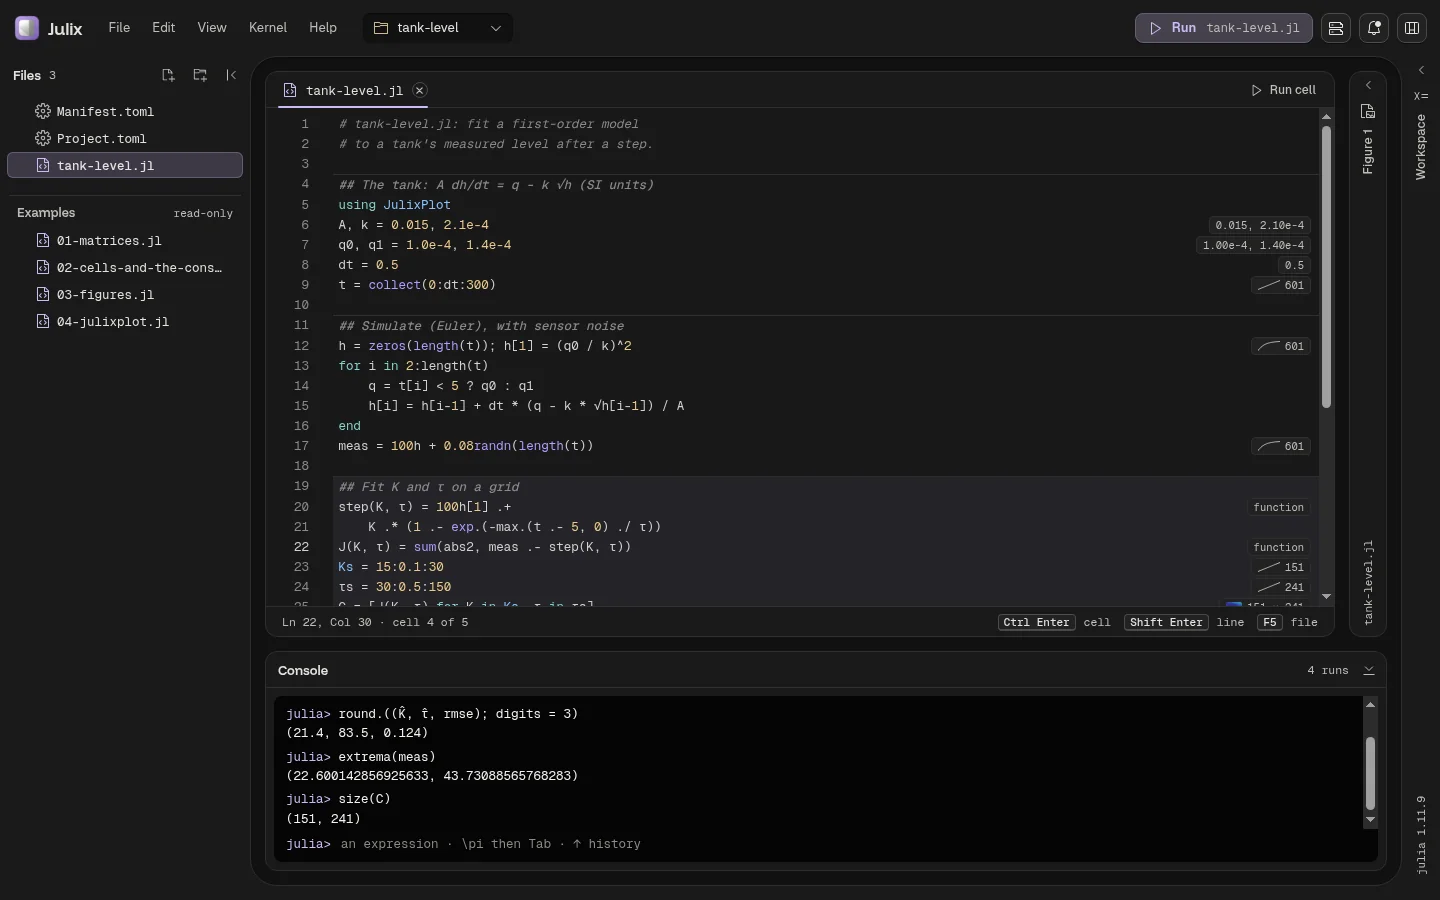 Julix File Edit View Kernel Help tank-level Run tank-level.jl
Files 3
Manifest.toml
Project.toml
tank-level.jl
Examples read-only
01-matrices.jl
02-cells-and-the-cons…
03-figures.jl
04-julixplot.jl
tank-level.jl Run cell
1 # tank-level.jl: fit a first-order model
2 # to a tank's measured level after a step.
3
4 ## The tank: A dh/dt = q - k √h (SI units)
5 using JulixPlot
6 A, k = 0.015, 2.1e-4 0.015, 2.10e-4
7 q0, q1 = 1.0e-4, 1.4e-4 1.00e-4, 1.40e-4
8 dt = 0.5 0.5
9 t = collect(0:dt:300) 601
10
11 ## Simulate (Euler), with sensor noise
12 h = zeros(length(t)); h[1] = (q0 / k)^2 601
13 for i in 2:length(t)
14 q = t[i] < 5 ? q0 : q1
15 h[i] = h[i-1] + dt * (q - k * √h[i-1]) / A
16 end
17 meas = 100h + 0.08randn(length(t)) 601
18
19 ## Fit K and τ on a grid
20 step(K, τ) = 100h[1] .+ function
21 K .* (1 .- exp.(-max.(t .- 5, 0) ./ τ))
22 J(K, τ) = sum(abs2, meas .- step(K, τ)) function
23 Ks = 15:0.1:30 151
24 τs = 30:0.5:150 241
25 C = [J(K, τ) for K in Ks, τ in τs] 151 × 241
Ln 22, Col 30 · cell 4 of 5 Ctrl Enter cell Shift Enter line F5 file
Console 4 runs
julia> round.((K̂, τ̂, rmse); digits = 3)
(21.4, 83.5, 0.124)
julia> extrema(meas)
(22.600142856925633, 43.73088565768283)
julia> size(C)
(151, 241)
julia> an expression · \pi then Tab · ↑ history
Figure 1
tank-level.jl
X=
Workspace
julia 1.11.9